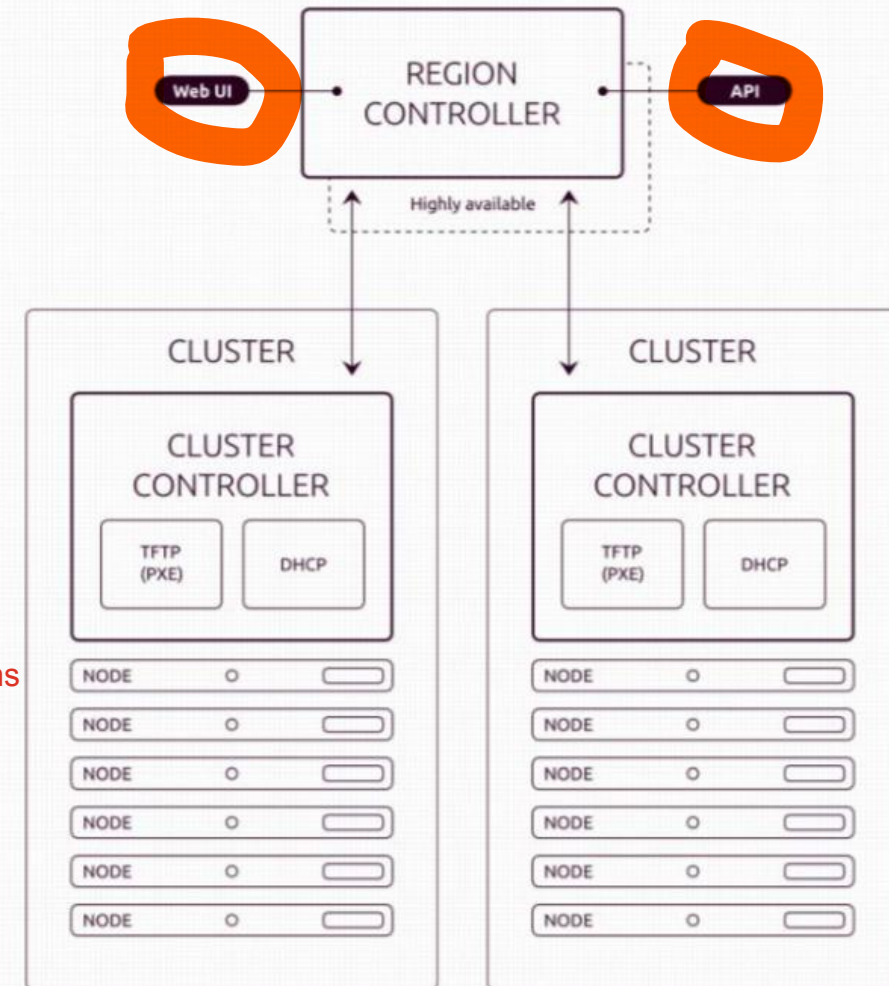 REGION
CONTROLLER
Web UI
API
Highly available
CLUSTER
CLUSTER
CONTROLLER
TFTP
(PXE)
DHCP
NODE
NODE
NODE
NODE
NODE
NODE
CLUSTER
CLUSTER
CONTROLLER
TFTP
(PXE)
DHCP
NODE
NODE
NODE
NODE
NODE
NODE